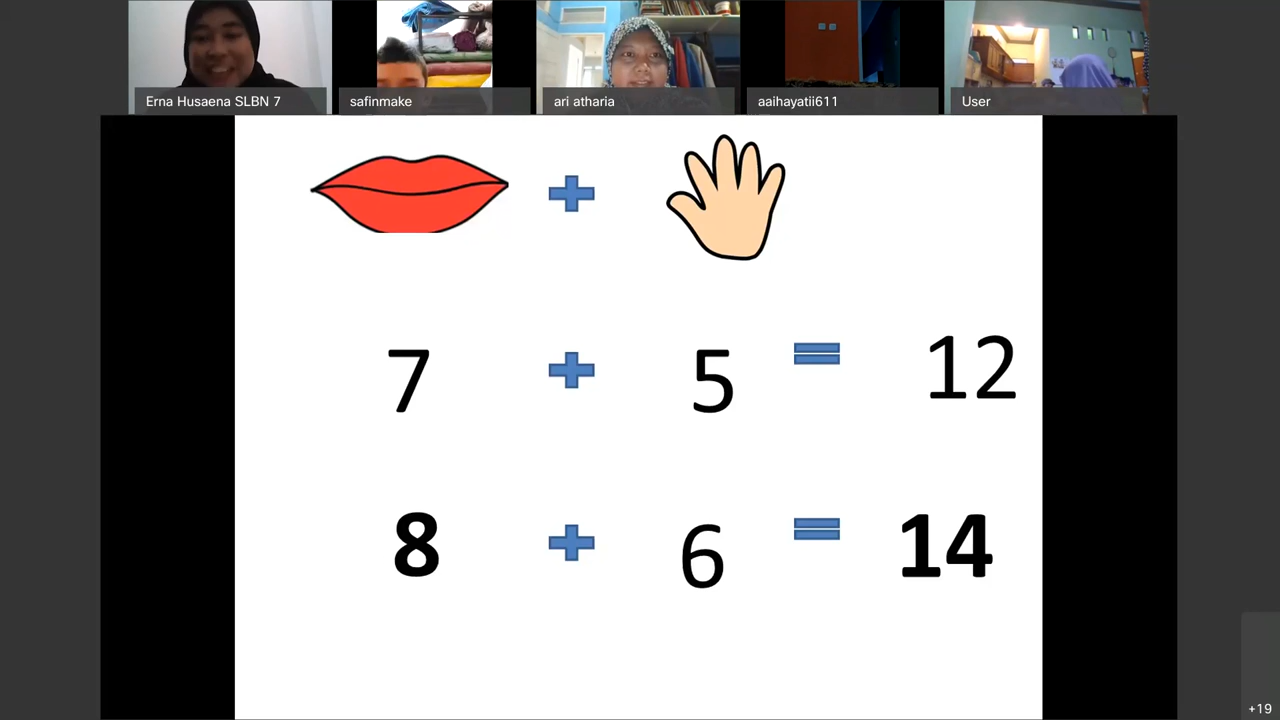 Erna Husaena SLBN 7
safinmake
ari atharia
aaihayatii611
User
7 + 5 = 12
8 + 6 = 14
+19